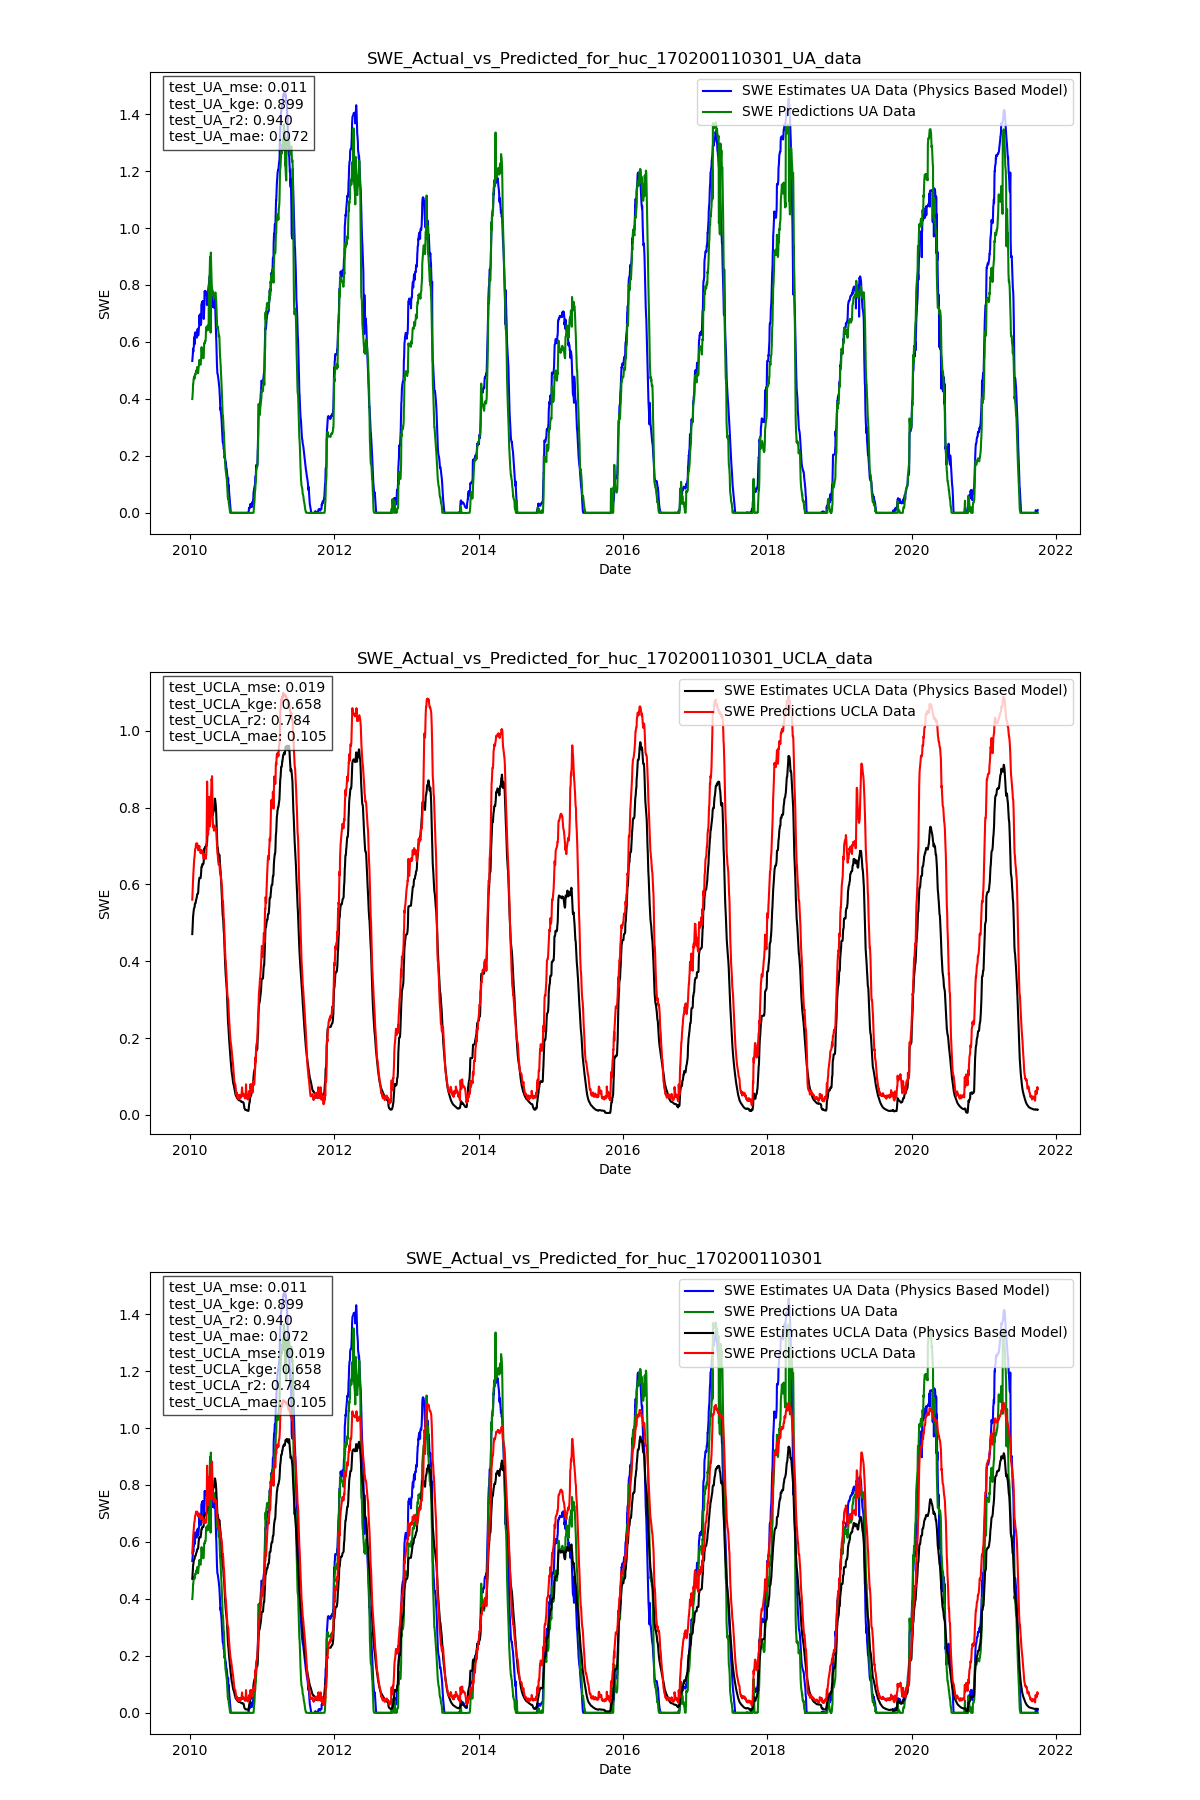 SWE_Actual_vs_Predicted_for_huc_170200110301_UA_data
test_UA_mse: 0.011
test_UA_kge: 0.899
test_UA_r2: 0.940
test_UA_mae: 0.072
SWE Estimates UA Data (Physics Based Model)
SWE Predictions UA Data
1.4
1.2
1.0
0.8
0.6
0.4
0.2
0.0
SWE
2010 2012 2014 2016 2018 2020 2022
Date
SWE_Actual_vs_Predicted_for_huc_170200110301_UCLA_data
test_UCLA_mse: 0.019
test_UCLA_kge: 0.658
test_UCLA_r2: 0.784
test_UCLA_mae: 0.105
SWE Estimates UCLA Data (Physics Based Model)
SWE Predictions UCLA Data
1.0
0.8
0.6
0.4
0.2
0.0
SWE
2010 2012 2014 2016 2018 2020 2022
Date
SWE_Actual_vs_Predicted_for_huc_170200110301
test_UA_mse: 0.011
test_UA_kge: 0.899
test_UA_r2: 0.940
test_UA_mae: 0.072
test_UCLA_mse: 0.019
test_UCLA_kge: 0.658
test_UCLA_r2: 0.784
test_UCLA_mae: 0.105
SWE Estimates UA Data (Physics Based Model)
SWE Predictions UA Data
SWE Estimates UCLA Data (Physics Based Model)
SWE Predictions UCLA Data
1.4
1.2
1.0
0.8
0.6
0.4
0.2
0.0
SWE
2010 2012 2014 2016 2018 2020 2022
Date